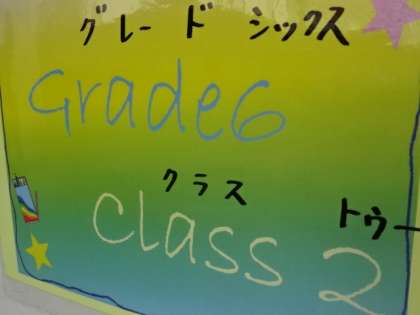 グレード シックス
Grade6
クラス トゥー
Class 2